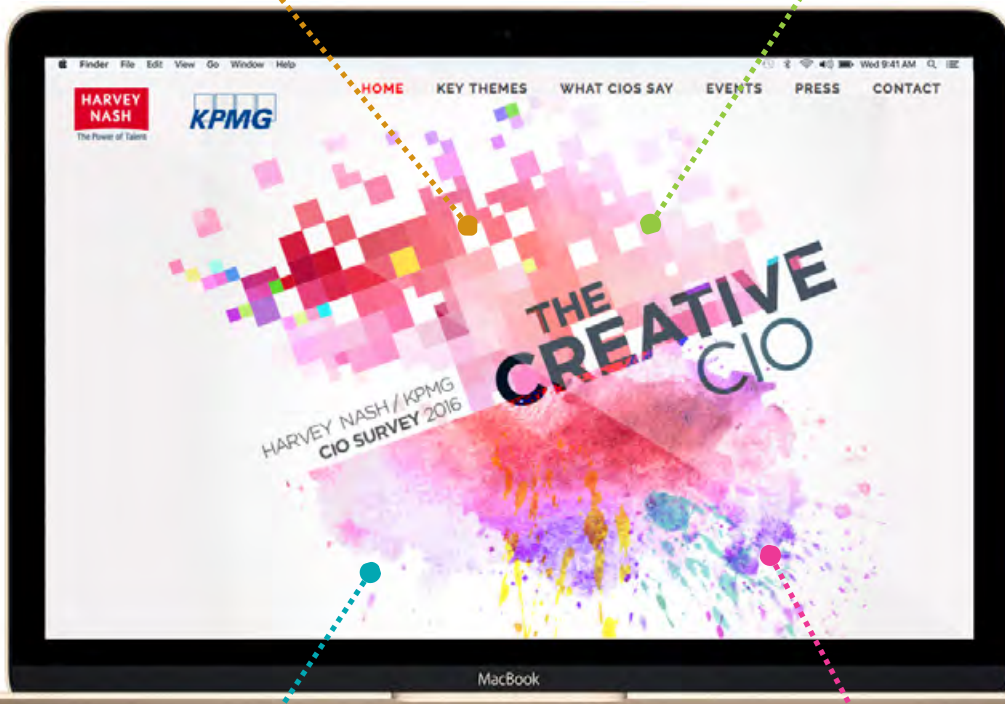 Finder File Edit View Go Window Help
Wed 9:41 AM
HARVEY
NASH
The Power of Talent
KPMG
HOME KEY THEMES WHAT CIOS SAY EVENTS PRESS CONTACT
THE
CREATIVE
CIO
HARVEY NASH / KPMG
CIO SURVEY 2016
MacBook